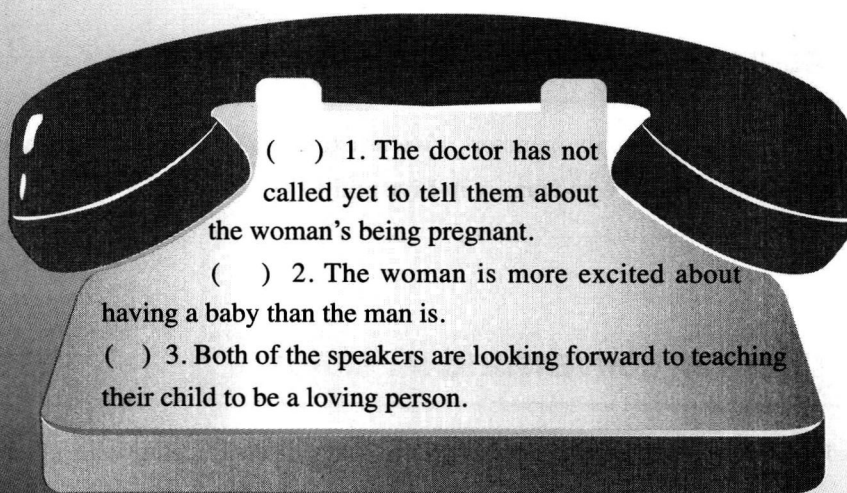 ( ) 1. The doctor has not
called yet to tell them about
the woman's being pregnant.
( ) 2. The woman is more excited about
having a baby than the man is.
( ) 3. Both of the speakers are looking forward to teaching
their child to be a loving person.